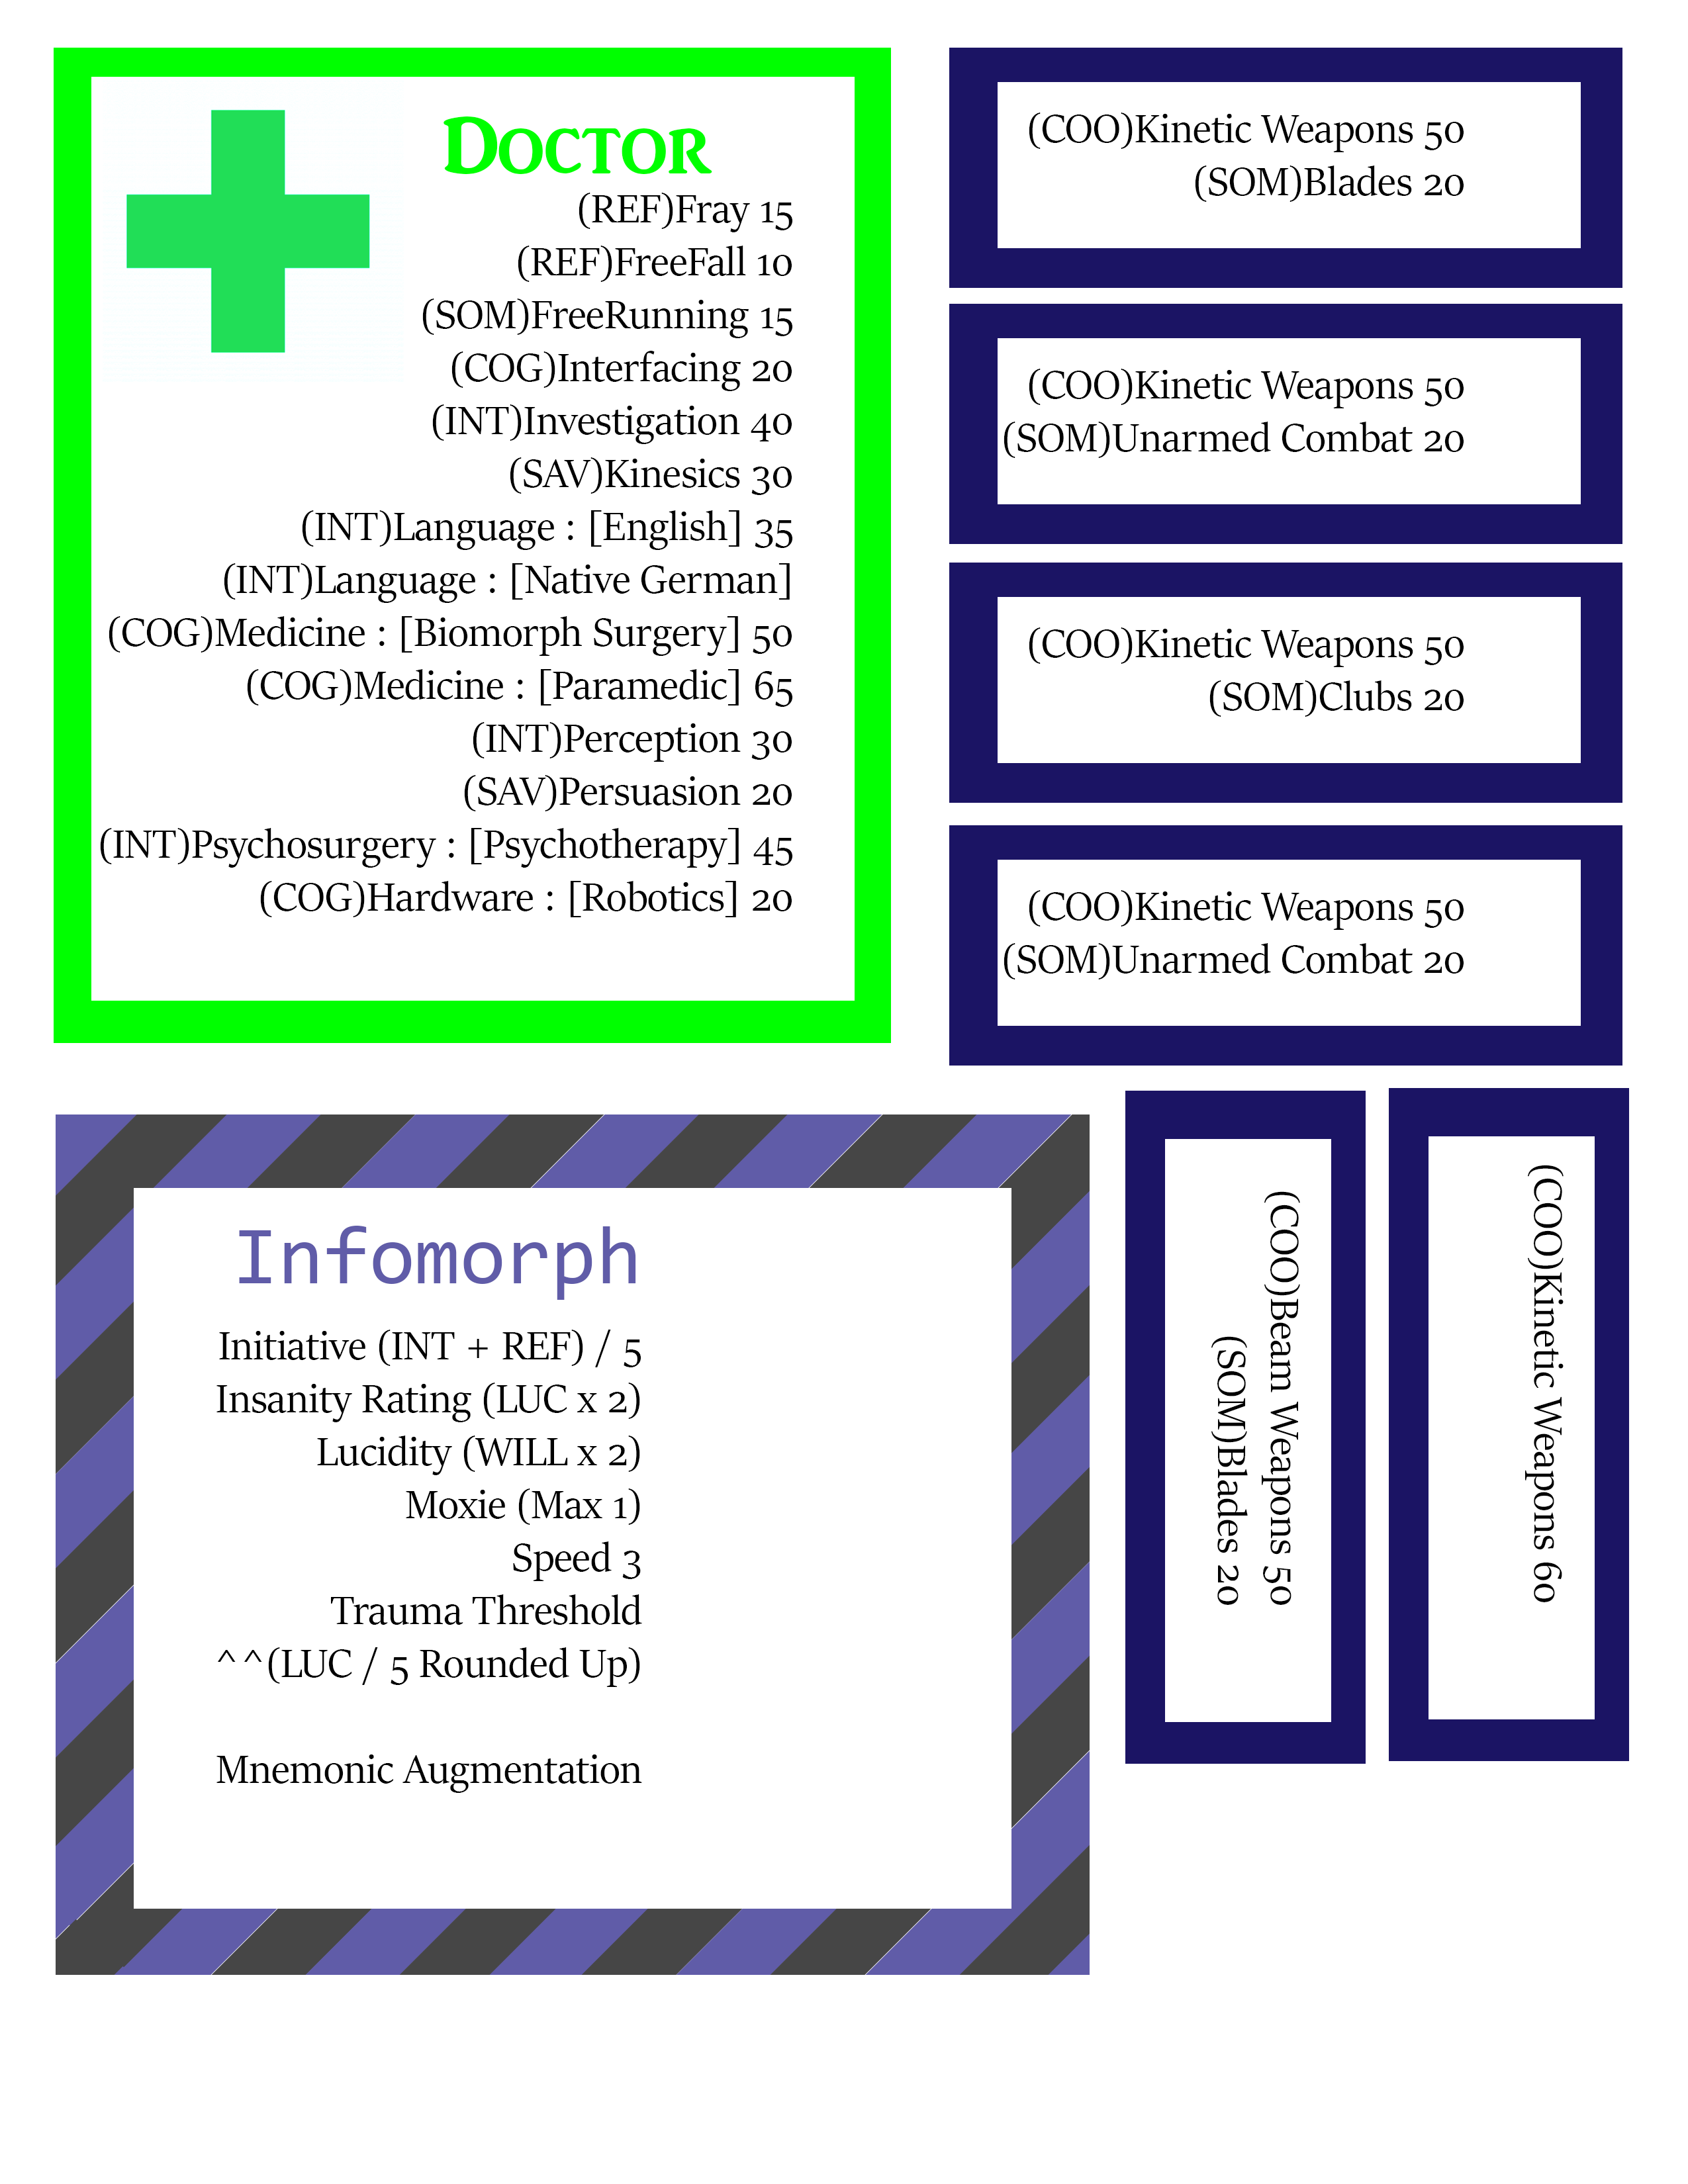 Doctor
(REF)Fray 15
(REF)FreeFall 10
(SOM)FreeRunning 15
(COG)Interfacing 20
(INT)Investigation 40
(SAV)Kinesics 30
(INT)Language : [English] 35
(INT)Language : [Native German]
(COG)Medicine : [Biomorph Surgery] 50
(COG)Medicine : [Paramedic] 65
(INT)Perception 30
(SAV)Persuasion 20
(INT)Psychosurgery : [Psychotherapy] 45
(COG)Hardware : [Robotics] 20
(COO)Kinetic Weapons 50
(SOM)Blades 20
(COO)Kinetic Weapons 50
(SOM)Unarmed Combat 20
(COO)Kinetic Weapons 50
(SOM)Clubs 20
(COO)Kinetic Weapons 50
(SOM)Unarmed Combat 20
Infomorph
Initiative (INT + REF) / 5
Insanity Rating (LUC x 2)
Lucidity (WILL x 2)
Moxie (Max 1)
Speed 3
Trauma Threshold
^^(LUC / 5 Rounded Up)
Mnemonic Augmentation
(COO)Beam Weapons 50
(SOM)Blades 20
(COO)Kinetic Weapons 60